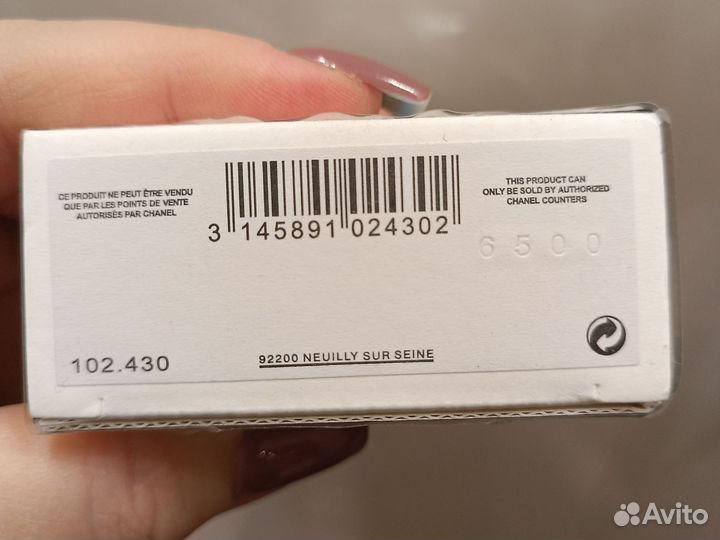 CE PRODUIT NE PEUT ÊTRE VENDU
QUE PAR LES POINTS DE VENTE
AUTORISÉS PAR CHANEL
3 145891 024302
THIS PRODUCT CAN
ONLY BE SOLD BY AUTHORIZED
CHANEL COUNTERS
6500
102.430
92200 NEUILLY SUR SEINE
Avito